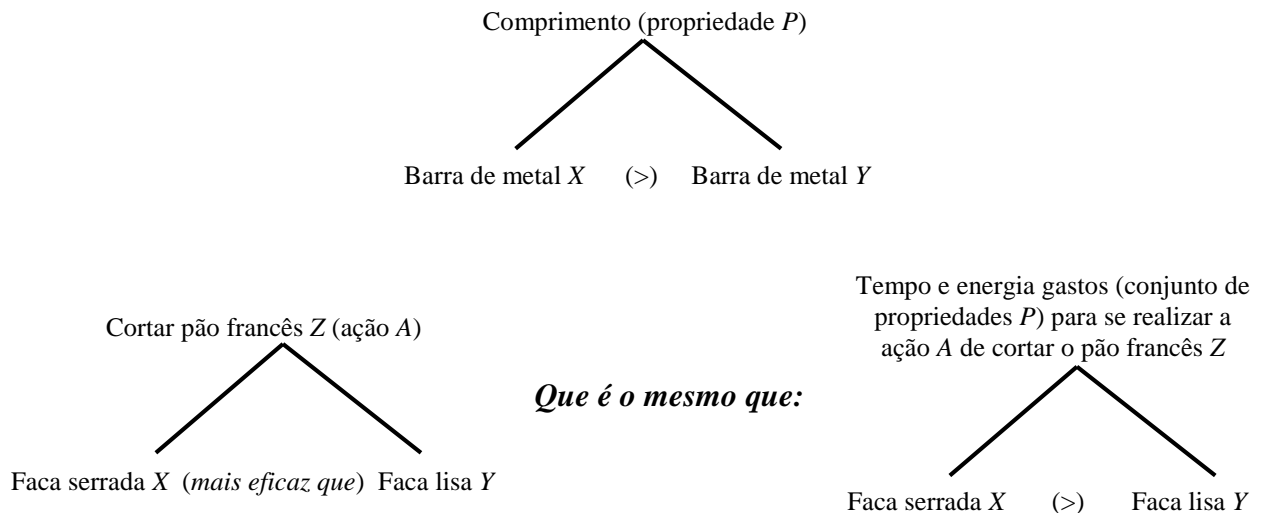 Comprimento (propriedade P)
Barra de metal X (>) Barra de metal Y
Cortar pão francês Z (ação A)
Faca serrada X (mais eficaz que) Faca lisa Y
Que é o mesmo que:
Tempo e energia gastos (conjunto de
propriedades P) para se realizar a
ação A de cortar o pão francês Z
Faca serrada X (>) Faca lisa Y